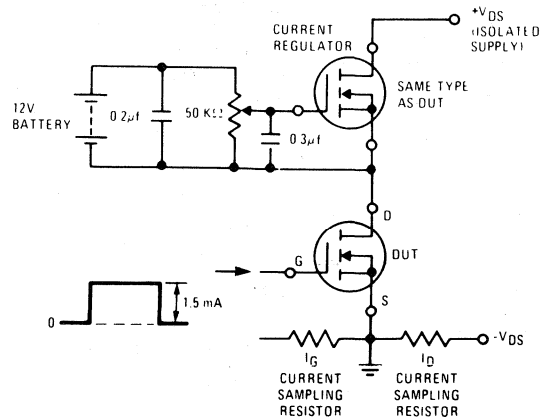 +VDS
(ISOLATED
SUPPLY)
CURRENT
REGULATOR
SAME TYPE
AS DUT
12V
BATTERY
0.2μf
50 KΩ
0.3μf
D
G
DUT
S
1.5 mA
0
-VDS
IG
CURRENT
SAMPLING
RESISTOR
ID
CURRENT
SAMPLING
RESISTOR